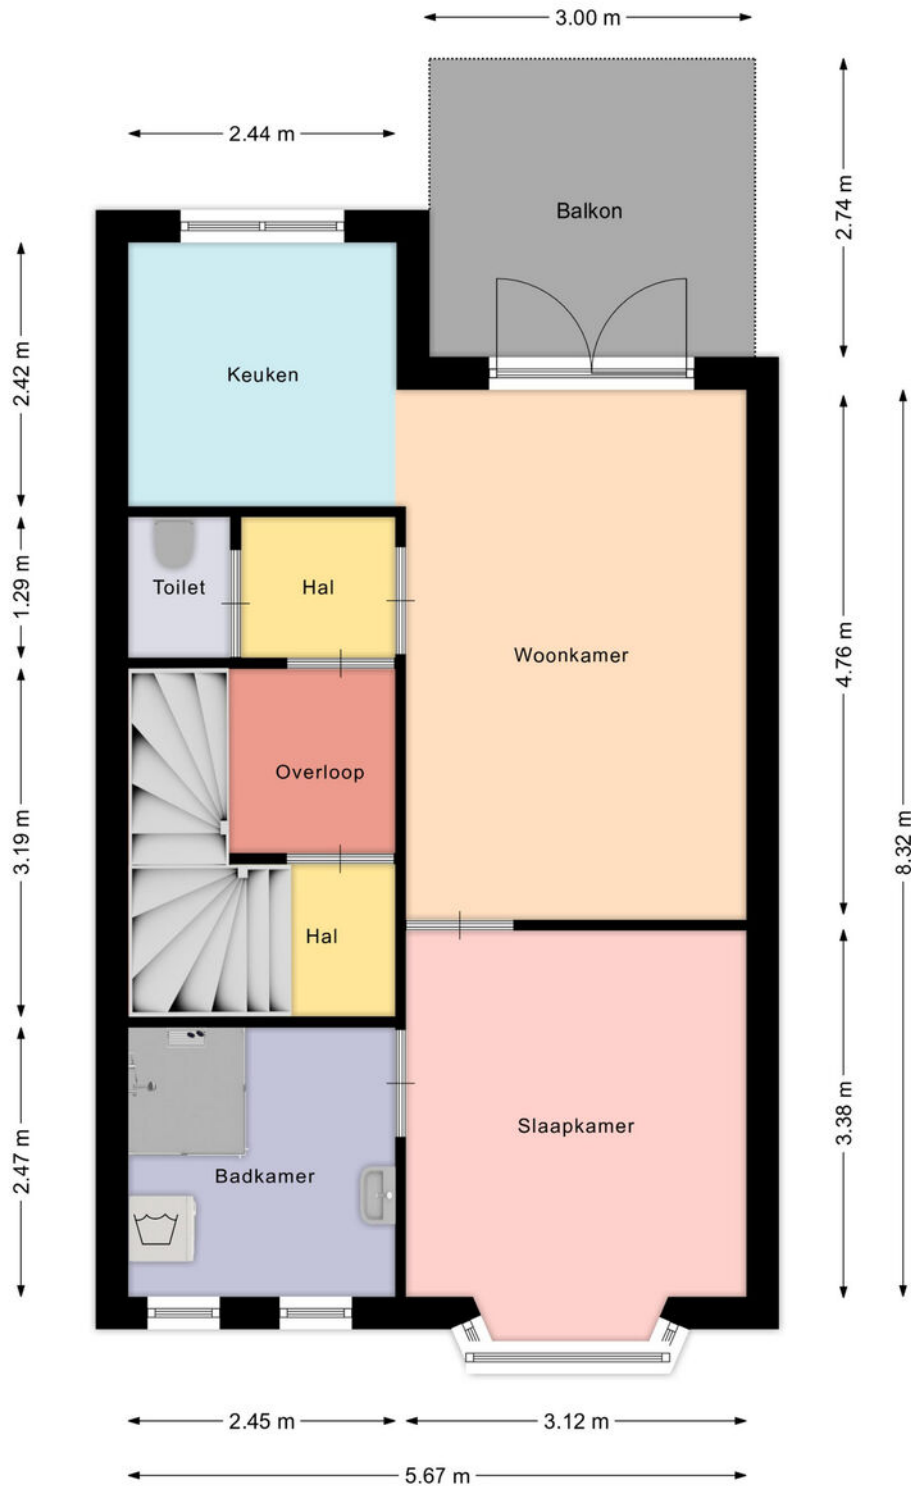 3.00 m
2.44 m
2.74 m
Balkon
2.42 m
Keuken
1.29 m
Toilet
Hal
Woonkamer
4.76 m
3.19 m
Overloop
8.32 m
Hal
2.47 m
Badkamer
Slaapkamer
3.38 m
2.45 m
3.12 m
5.67 m